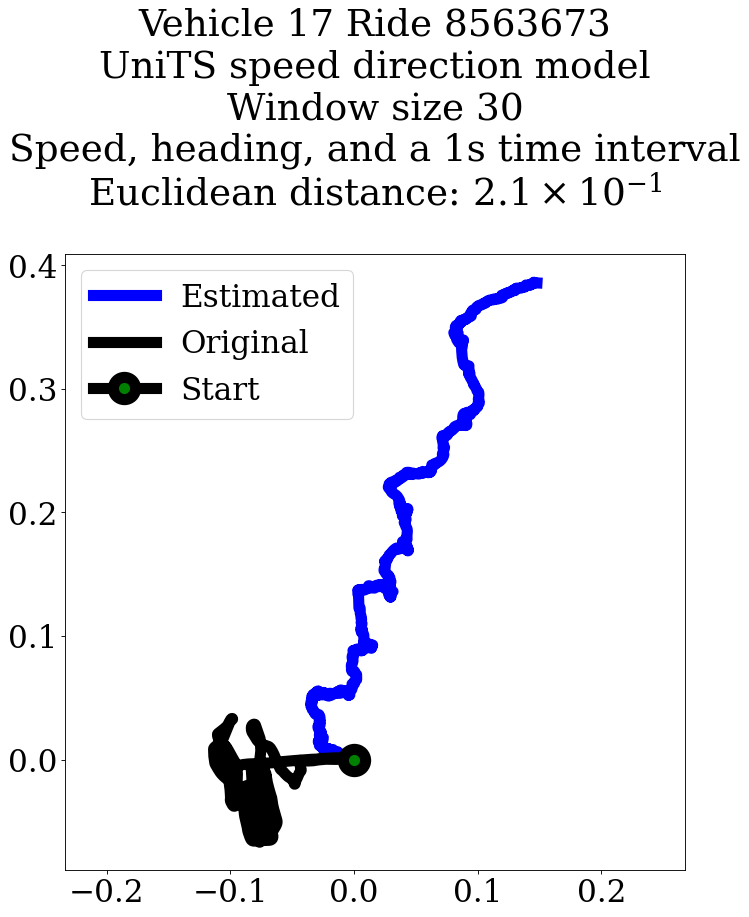 Vehicle 17 Ride 8563673
UniTS speed direction model
Window size 30
Speed, heading, and a 1s time interval
Euclidean distance: 2.1 × 10⁻¹
0.4
Estimated
Original
0.3
Start
0.2
0.1
0.0
−0.2 −0.1 0.0 0.1 0.2